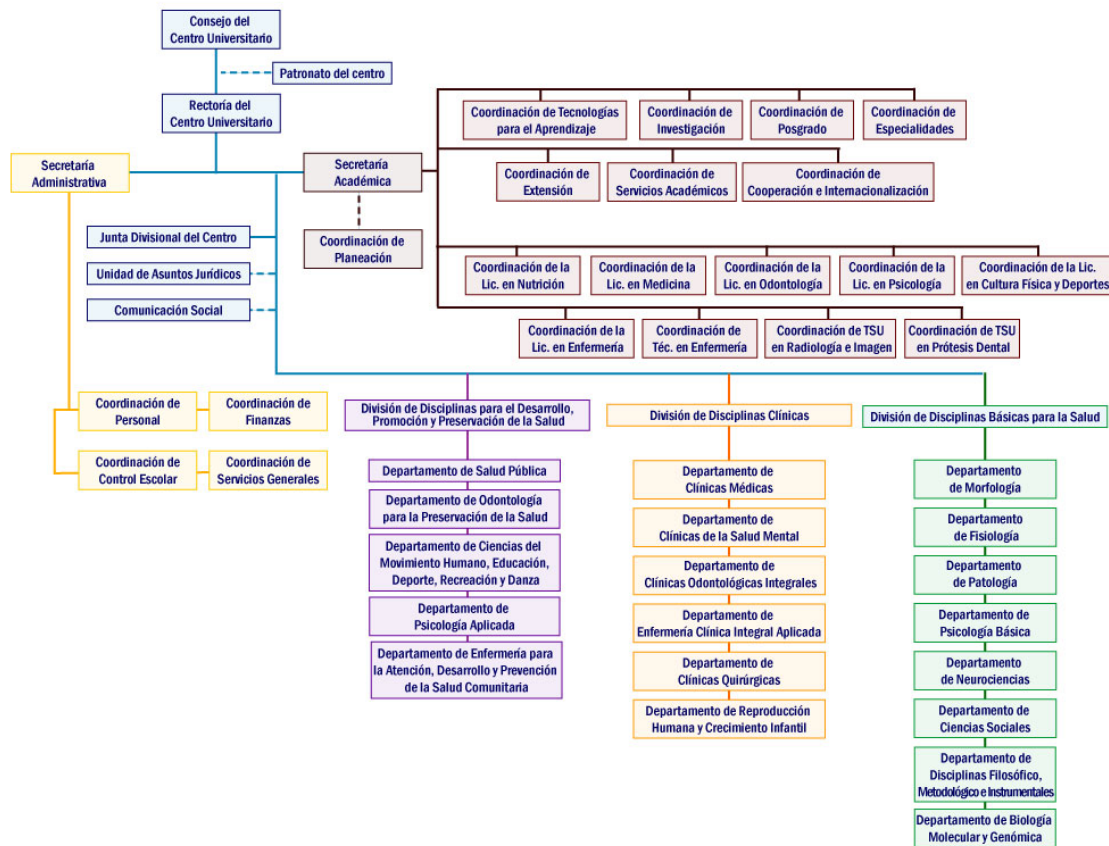 Consejo del
Centro Universitario
Patronato del centro
Rectoría del
Centro Universitario
Secretaría
Administrativa
Secretaría
Académica
Coordinación de
Planeación
Junta Divisional del Centro
Unidad de Asuntos Jurídicos
Comunicación Social
Coordinación de Tecnologías
para el Aprendizaje
Coordinación de
Investigación
Coordinación de
Posgrado
Coordinación de
Especialidades
Coordinación de
Extensión
Coordinación de
Servicios Académicos
Coordinación de
Cooperación e Internacionalización
Coordinación de la
Lic. en Nutrición
Coordinación de la
Lic. en Medicina
Coordinación de la
Lic. en Odontología
Coordinación de la
Lic. en Psicología
Coordinación de la Lic.
en Cultura Física y Deportes
Coordinación de la
Lic. en Enfermería
Coordinación de
Téc. en Enfermería
Coordinación de TSU
en Radiología e Imagen
Coordinación de TSU
en Prótesis Dental
Coordinación de
Personal
Coordinación de
Finanzas
Coordinación de
Control Escolar
Coordinación de
Servicios Generales
División de Disciplinas para el Desarrollo,
Promoción y Preservación de la Salud
Departamento de Salud Pública
Departamento de Odontología
para la Preservación de la Salud
Departamento de Ciencias del
Movimiento Humano, Educación,
Deporte, Recreación y Danza
Departamento de
Psicología Aplicada
Departamento de Enfermería para
la Atención, Desarrollo y Prevención
de la Salud Comunitaria
División de Disciplinas Clínicas
Departamento de
Clínicas Médicas
Departamento de
Clínicas de la Salud Mental
Departamento de
Clínicas Odontológicas Integrales
Departamento de
Enfermería Clínica Integral Aplicada
Departamento de
Clínicas Quirúrgicas
Departamento de Reproducción
Humana y Crecimiento Infantil
División de Disciplinas Básicas para la Salud
Departamento
de Morfología
Departamento
de Fisiología
Departamento
de Patología
Departamento de
Psicología Básica
Departamento
de Neurociencias
Departamento de
Ciencias Sociales
Departamento de
Disciplinas Filosófico,
Metodológico e Instrumentales
Departamento de Biología
Molecular y Genómica